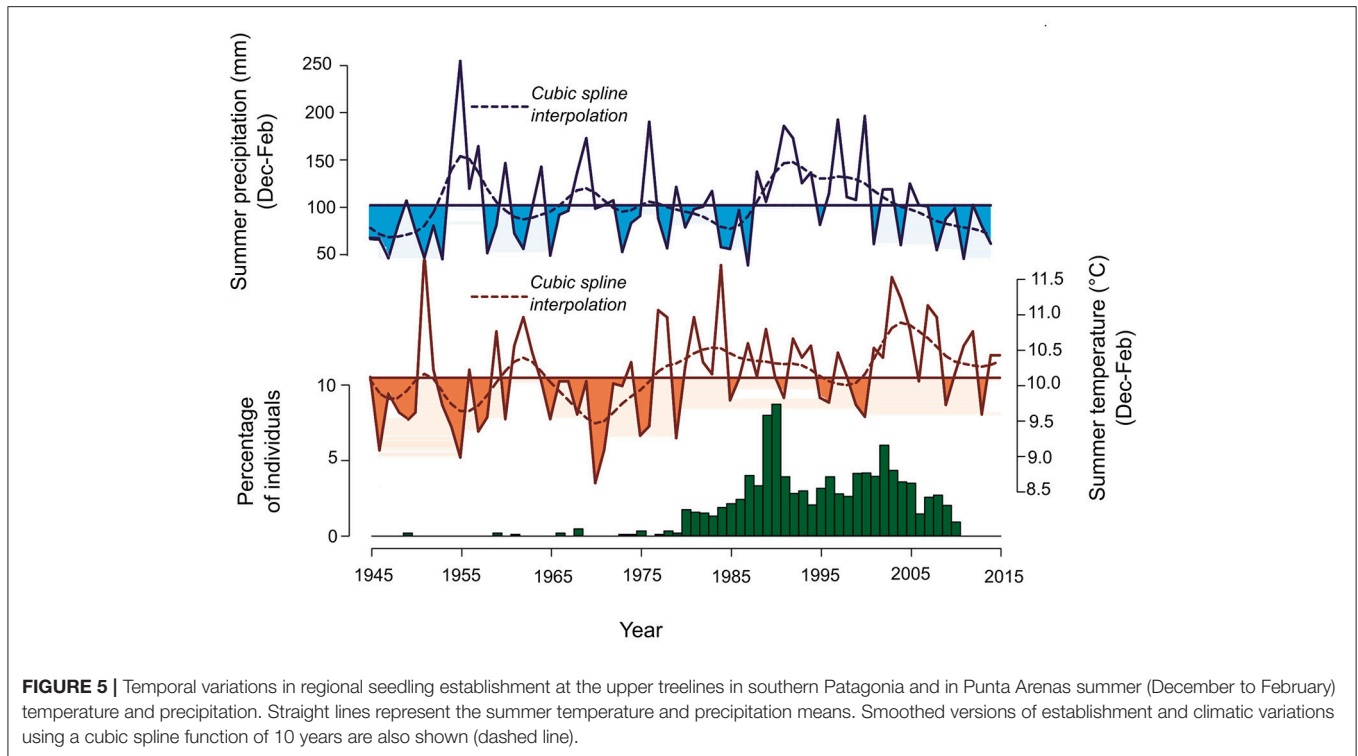 Summer precipitation (mm)
(Dec-Feb)
250
200
150
100
50
Cubic spline
interpolation
Cubic spline
interpolation
11.5
11.0
10.5
10.0
9.5
9.0
8.5
Summer temperature (°C)
(Dec-Feb)
Percentage
of individuals
10
5
0
1945 1955 1965 1975 1985 1995 2005 2015
Year
FIGURE 5 | Temporal variations in regional seedling establishment at the upper treelines in southern Patagonia and in Punta Arenas summer (December to February)
temperature and precipitation. Straight lines represent the summer temperature and precipitation means. Smoothed versions of establishment and climatic variations
using a cubic spline function of 10 years are also shown (dashed line).